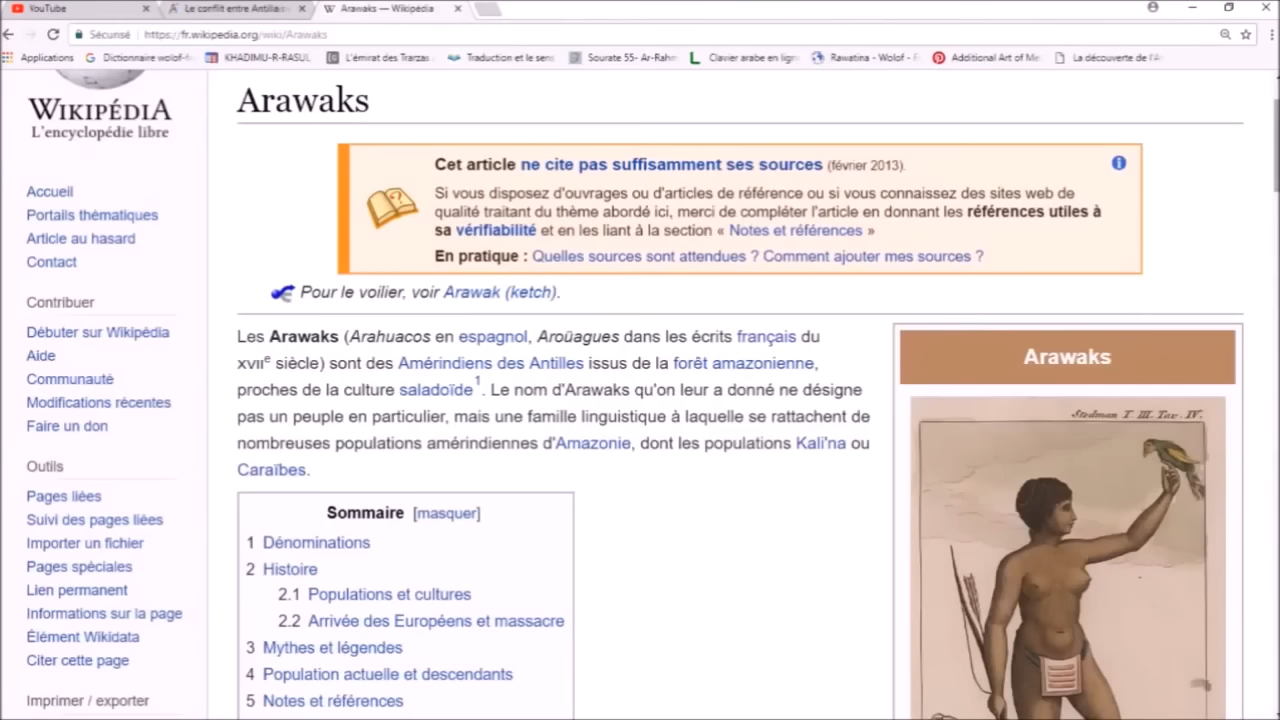 YouTube
Le conflit entre Antillais
Arawaks — Wikipédia
Sécurisé
https://fr.wikipedia.org/wiki/Arawaks
Applications
Dictionnaire wolof-f
KHADIMU-R-RASUL
L'émirat des Trarzas
Traduction et le sens
Sourate 55- Ar-Rahm
Clavier arabe en lign
Rawatina - Wolof - F
Additional Art of Me
La découverte de l'A
WIKIPÉDIA
L'encyclopédie libre
Accueil
Portails thématiques
Article au hasard
Contact
Contribuer
Débuter sur Wikipédia
Aide
Communauté
Modifications récentes
Faire un don
Outils
Pages liées
Suivi des pages liées
Importer un fichier
Pages spéciales
Lien permanent
Informations sur la page
Élément Wikidata
Citer cette page
Imprimer / exporter
Arawaks
Cet article ne cite pas suffisamment ses sources (février 2013).
Si vous disposez d'ouvrages ou d'articles de référence ou si vous connaissez des sites web de
qualité traitant du thème abordé ici, merci de compléter l'article en donnant les références utiles à
sa vérifiabilité et en les liant à la section « Notes et références »
En pratique : Quelles sources sont attendues ? Comment ajouter mes sources ?
Pour le voilier, voir Arawak (ketch).
Les Arawaks (Arahuacos en espagnol, Aroüagues dans les écrits français du
XVIIe siècle) sont des Amérindiens des Antilles issus de la forêt amazonienne,
proches de la culture saladoïde1. Le nom d'Arawaks qu'on leur a donné ne désigne
pas un peuple en particulier, mais une famille linguistique à laquelle se rattachent de
nombreuses populations amérindiennes d'Amazonie, dont les populations Kali'na ou
Caraïbes.
Sommaire [masquer]
1 Dénominations
2 Histoire
2.1 Populations et cultures
2.2 Arrivée des Européens et massacre
3 Mythes et légendes
4 Population actuelle et descendants
5 Notes et références
Arawaks
Stedman T. III. Tav. IV.